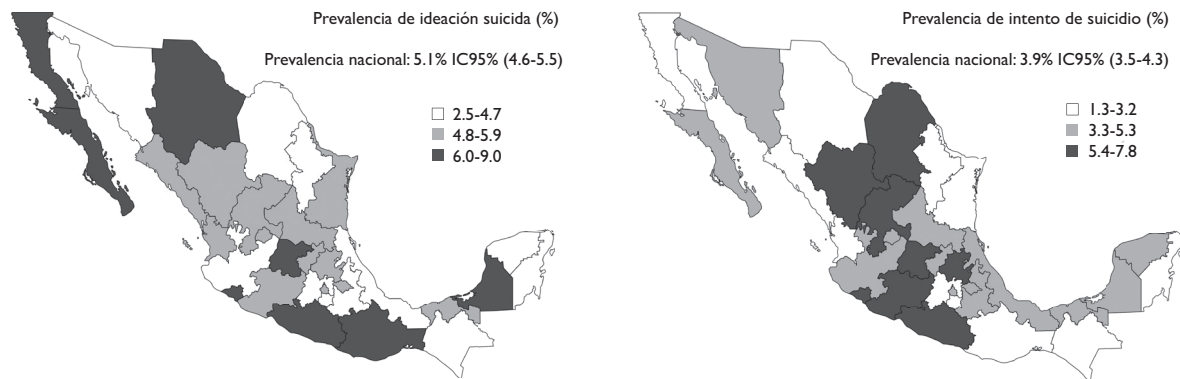 Prevalencia de ideación suicida (%)
Prevalencia nacional: 5.1% IC95% (4.6-5.5)
2.5-4.7
4.8-5.9
6.0-9.0
Prevalencia de intento de suicidio (%)
Prevalencia nacional: 3.9% IC95% (3.5-4.3)
1.3-3.2
3.3-5.3
5.4-7.8